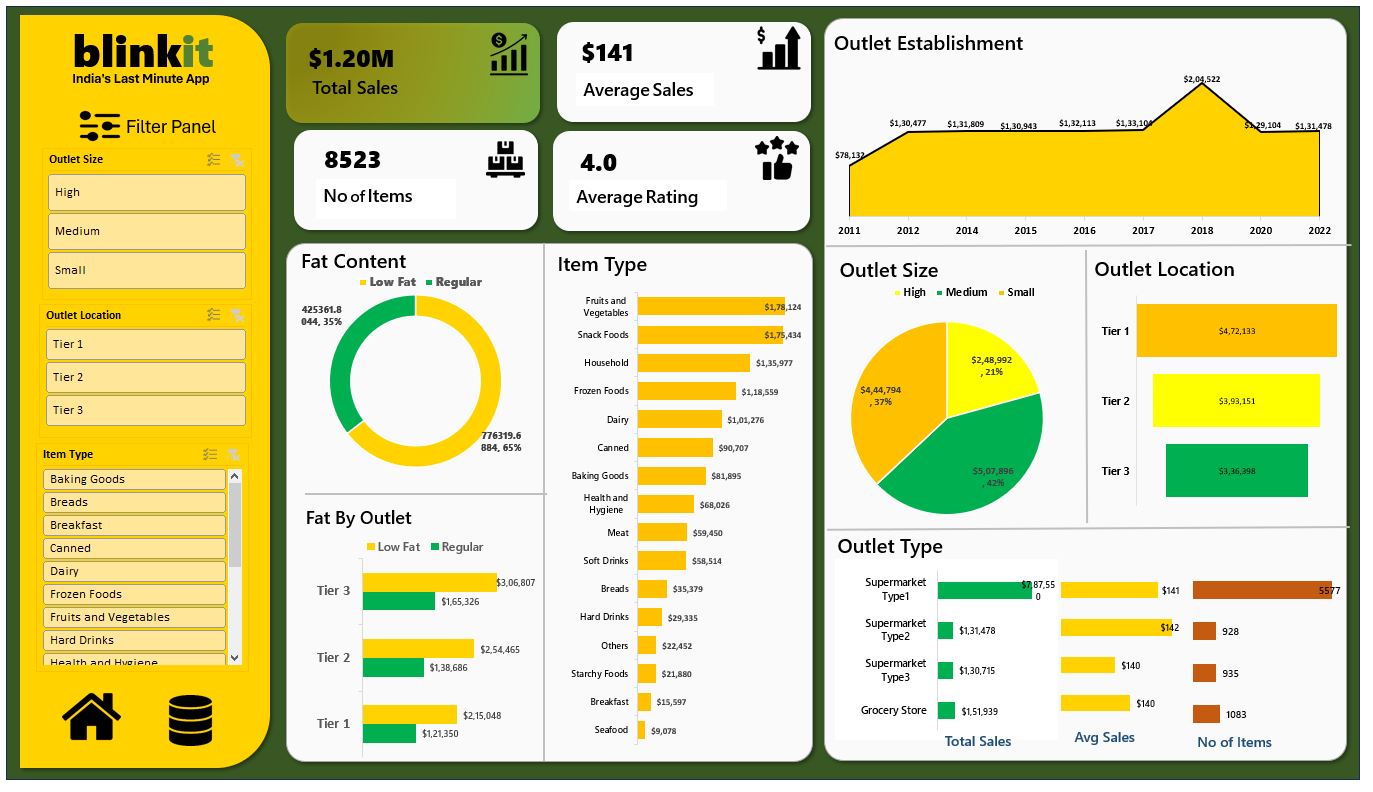 blinkit
India's Last Minute App
Filter Panel
Outlet Size
High
Medium
Small
Outlet Location
Tier 1
Tier 2
Tier 3
Item Type
Baking Goods
Breads
Breakfast
Canned
Dairy
Frozen Foods
Fruits and Vegetables
Hard Drinks
Health and Hygiene
$1.20M
Total Sales
$141
Average Sales
8523
No of Items
4.0
Average Rating
Fat Content
Low Fat Regular
425361.8
044, 35%
776319.6
884, 65%
Fat By Outlet
Low Fat Regular
Tier 3
$3,06,807
$1,65,326
Tier 2
$2,54,465
$1,38,686
Tier 1
$2,15,048
$1,21,350
Item Type
Fruits and
Vegetables
$1,78,124
Snack Foods $1,75,434
Household $1,35,977
Frozen Foods $1,18,559
Dairy $1,01,276
Canned $90,707
Baking Goods $81,895
Health and
Hygiene
$68,026
Meat $59,450
Soft Drinks $58,514
Breads $35,379
Hard Drinks $29,335
Others $22,452
Starchy Foods $21,880
Breakfast $15,597
Seafood $9,078
Outlet Establishment
$78,132 $1,30,477 $1,31,809 $1,30,943 $1,32,113 $1,33,104 $2,04,522 $1,29,104 $1,31,478
2011 2012 2014 2015 2016 2017 2018 2020 2022
Outlet Size
High Medium Small
$2,48,992
, 21%
$4,44,794
, 37%
$5,07,896
, 42%
Outlet Location
Tier 1 $4,72,133
Tier 2 $3,93,151
Tier 3 $3,36,398
Outlet Type
Supermarket
Type1
$7,87,55
0
$141
5577
Supermarket
Type2
$1,31,478
$142
928
Supermarket
Type3
$1,30,715
$140
935
Grocery Store
$1,51,939
$140
1083
Total Sales
Avg Sales
No of Items